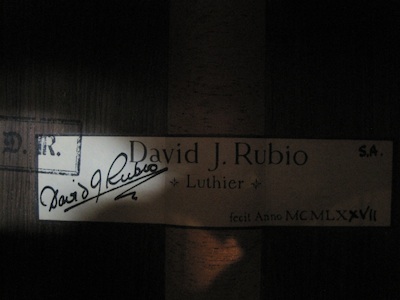 D. R.
David J. Rubio
S.A.
Luthier
David J Rubio
fecit Anno MCMLXXVII